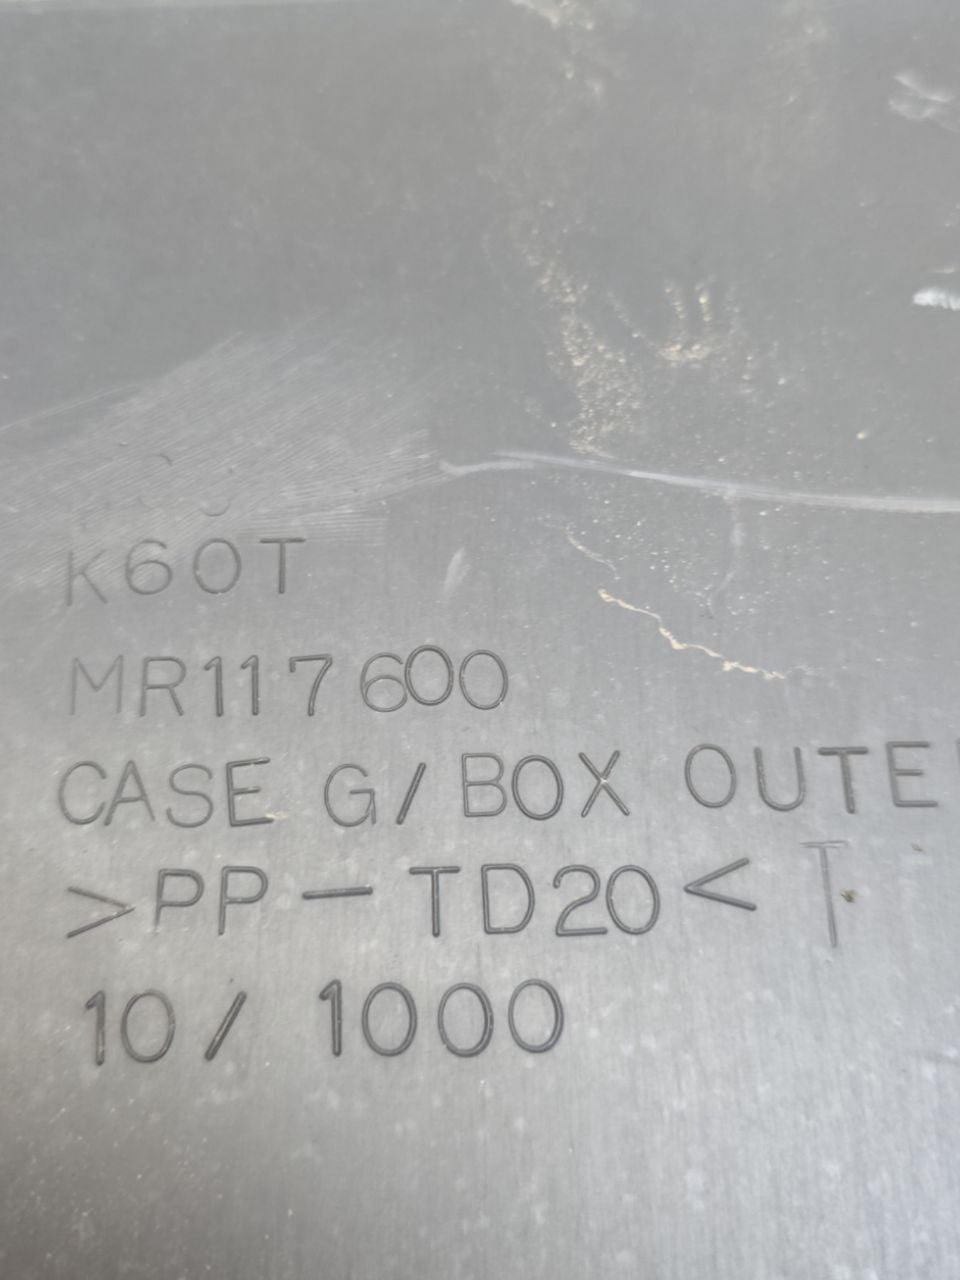 K60T
MR117600
CASE G/BOX OUTE
>PP-TD20< T
10/ 1000